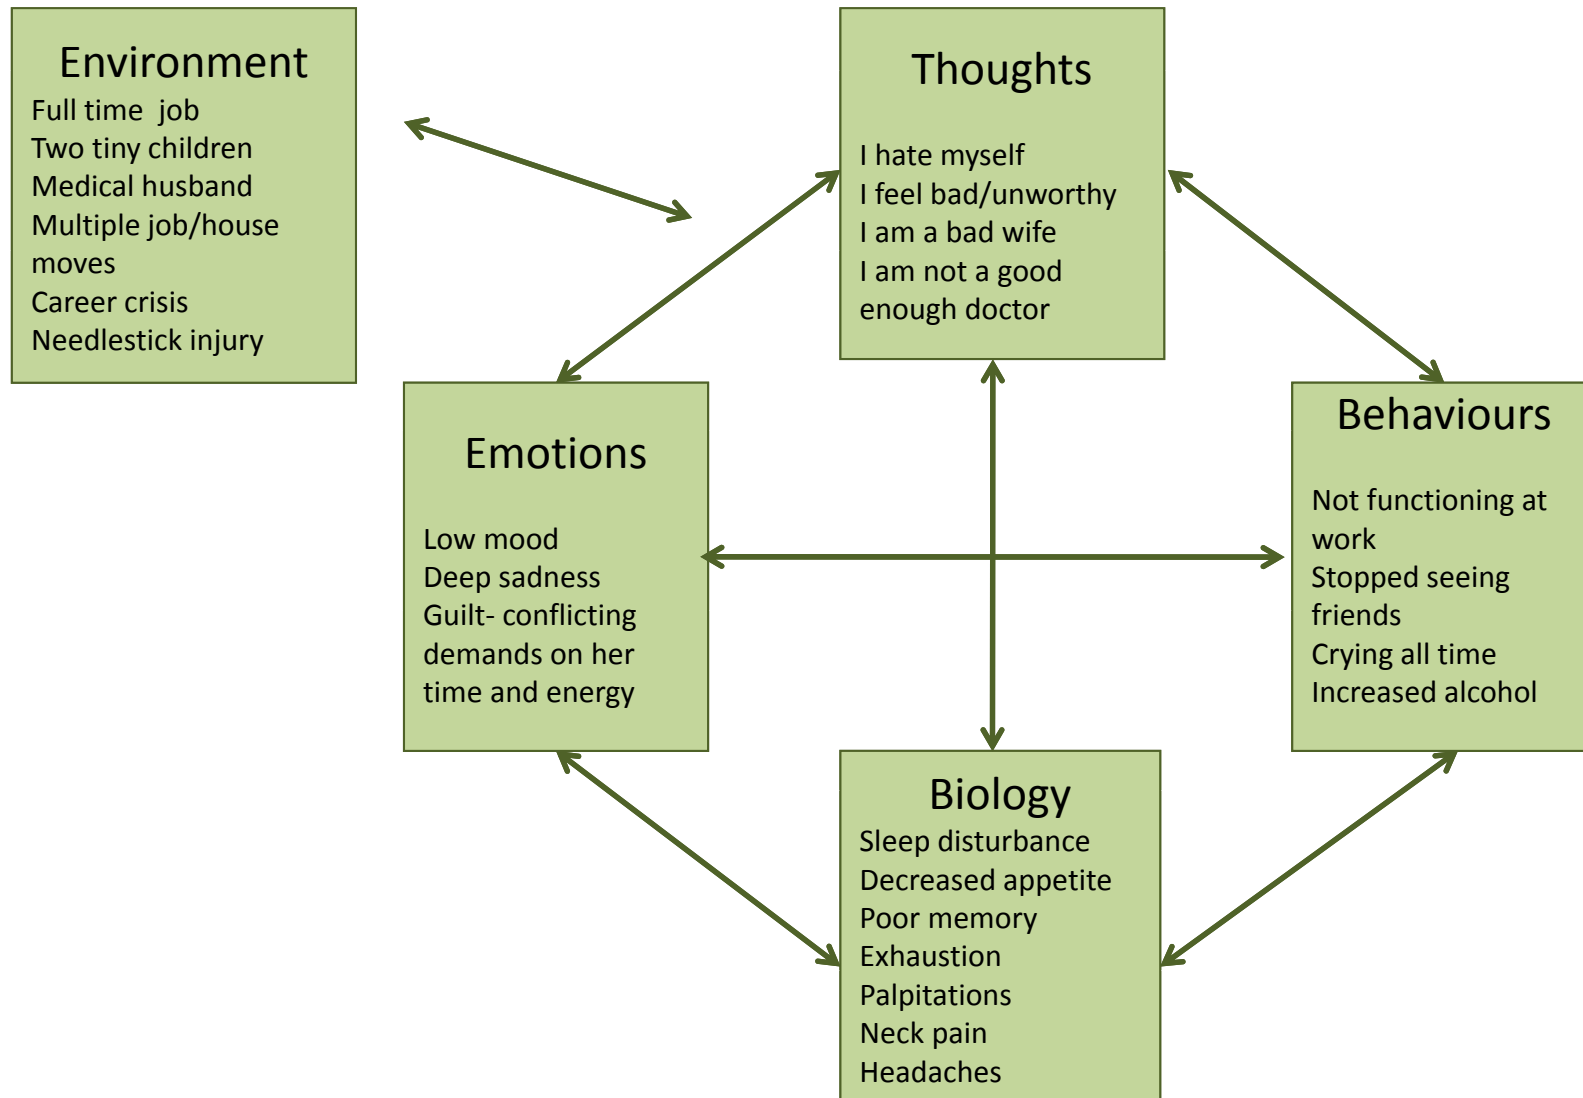 Environment
Full time  job
Two tiny children
Medical husband
Multiple job/house
moves
Career crisis
Needlestick injury
Thoughts
I hate myself
I feel bad/unworthy
I am a bad wife
I am not a good
enough doctor
Emotions
Low mood
Deep sadness
Guilt- conflicting
demands on her
time and energy
Behaviours
Not functioning at
work
Stopped seeing
friends
Crying all time
Increased alcohol
Biology
Sleep disturbance
Decreased appetite
Poor memory
Exhaustion
Palpitations
Neck pain
Headaches